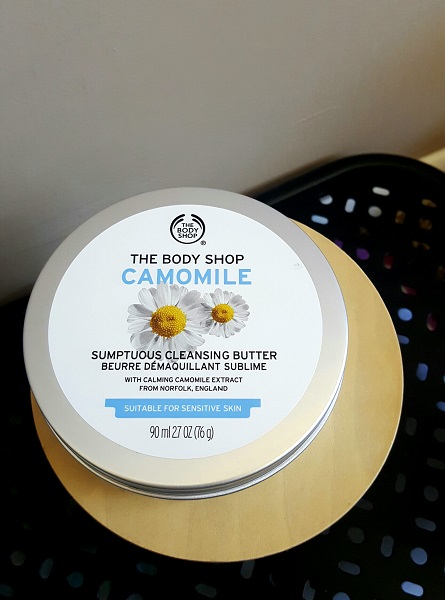 THE
BODY
SHOP
®
THE BODY SHOP
CAMOMILE
SUMPTUOUS CLEANSING BUTTER
BEURRE DÉMAQUILLANT SUBLIME
WITH CALMING CAMOMILE EXTRACT
FROM NORFOLK, ENGLAND
SUITABLE FOR SENSITIVE SKIN
90 ml 2.7 OZ (76 g)